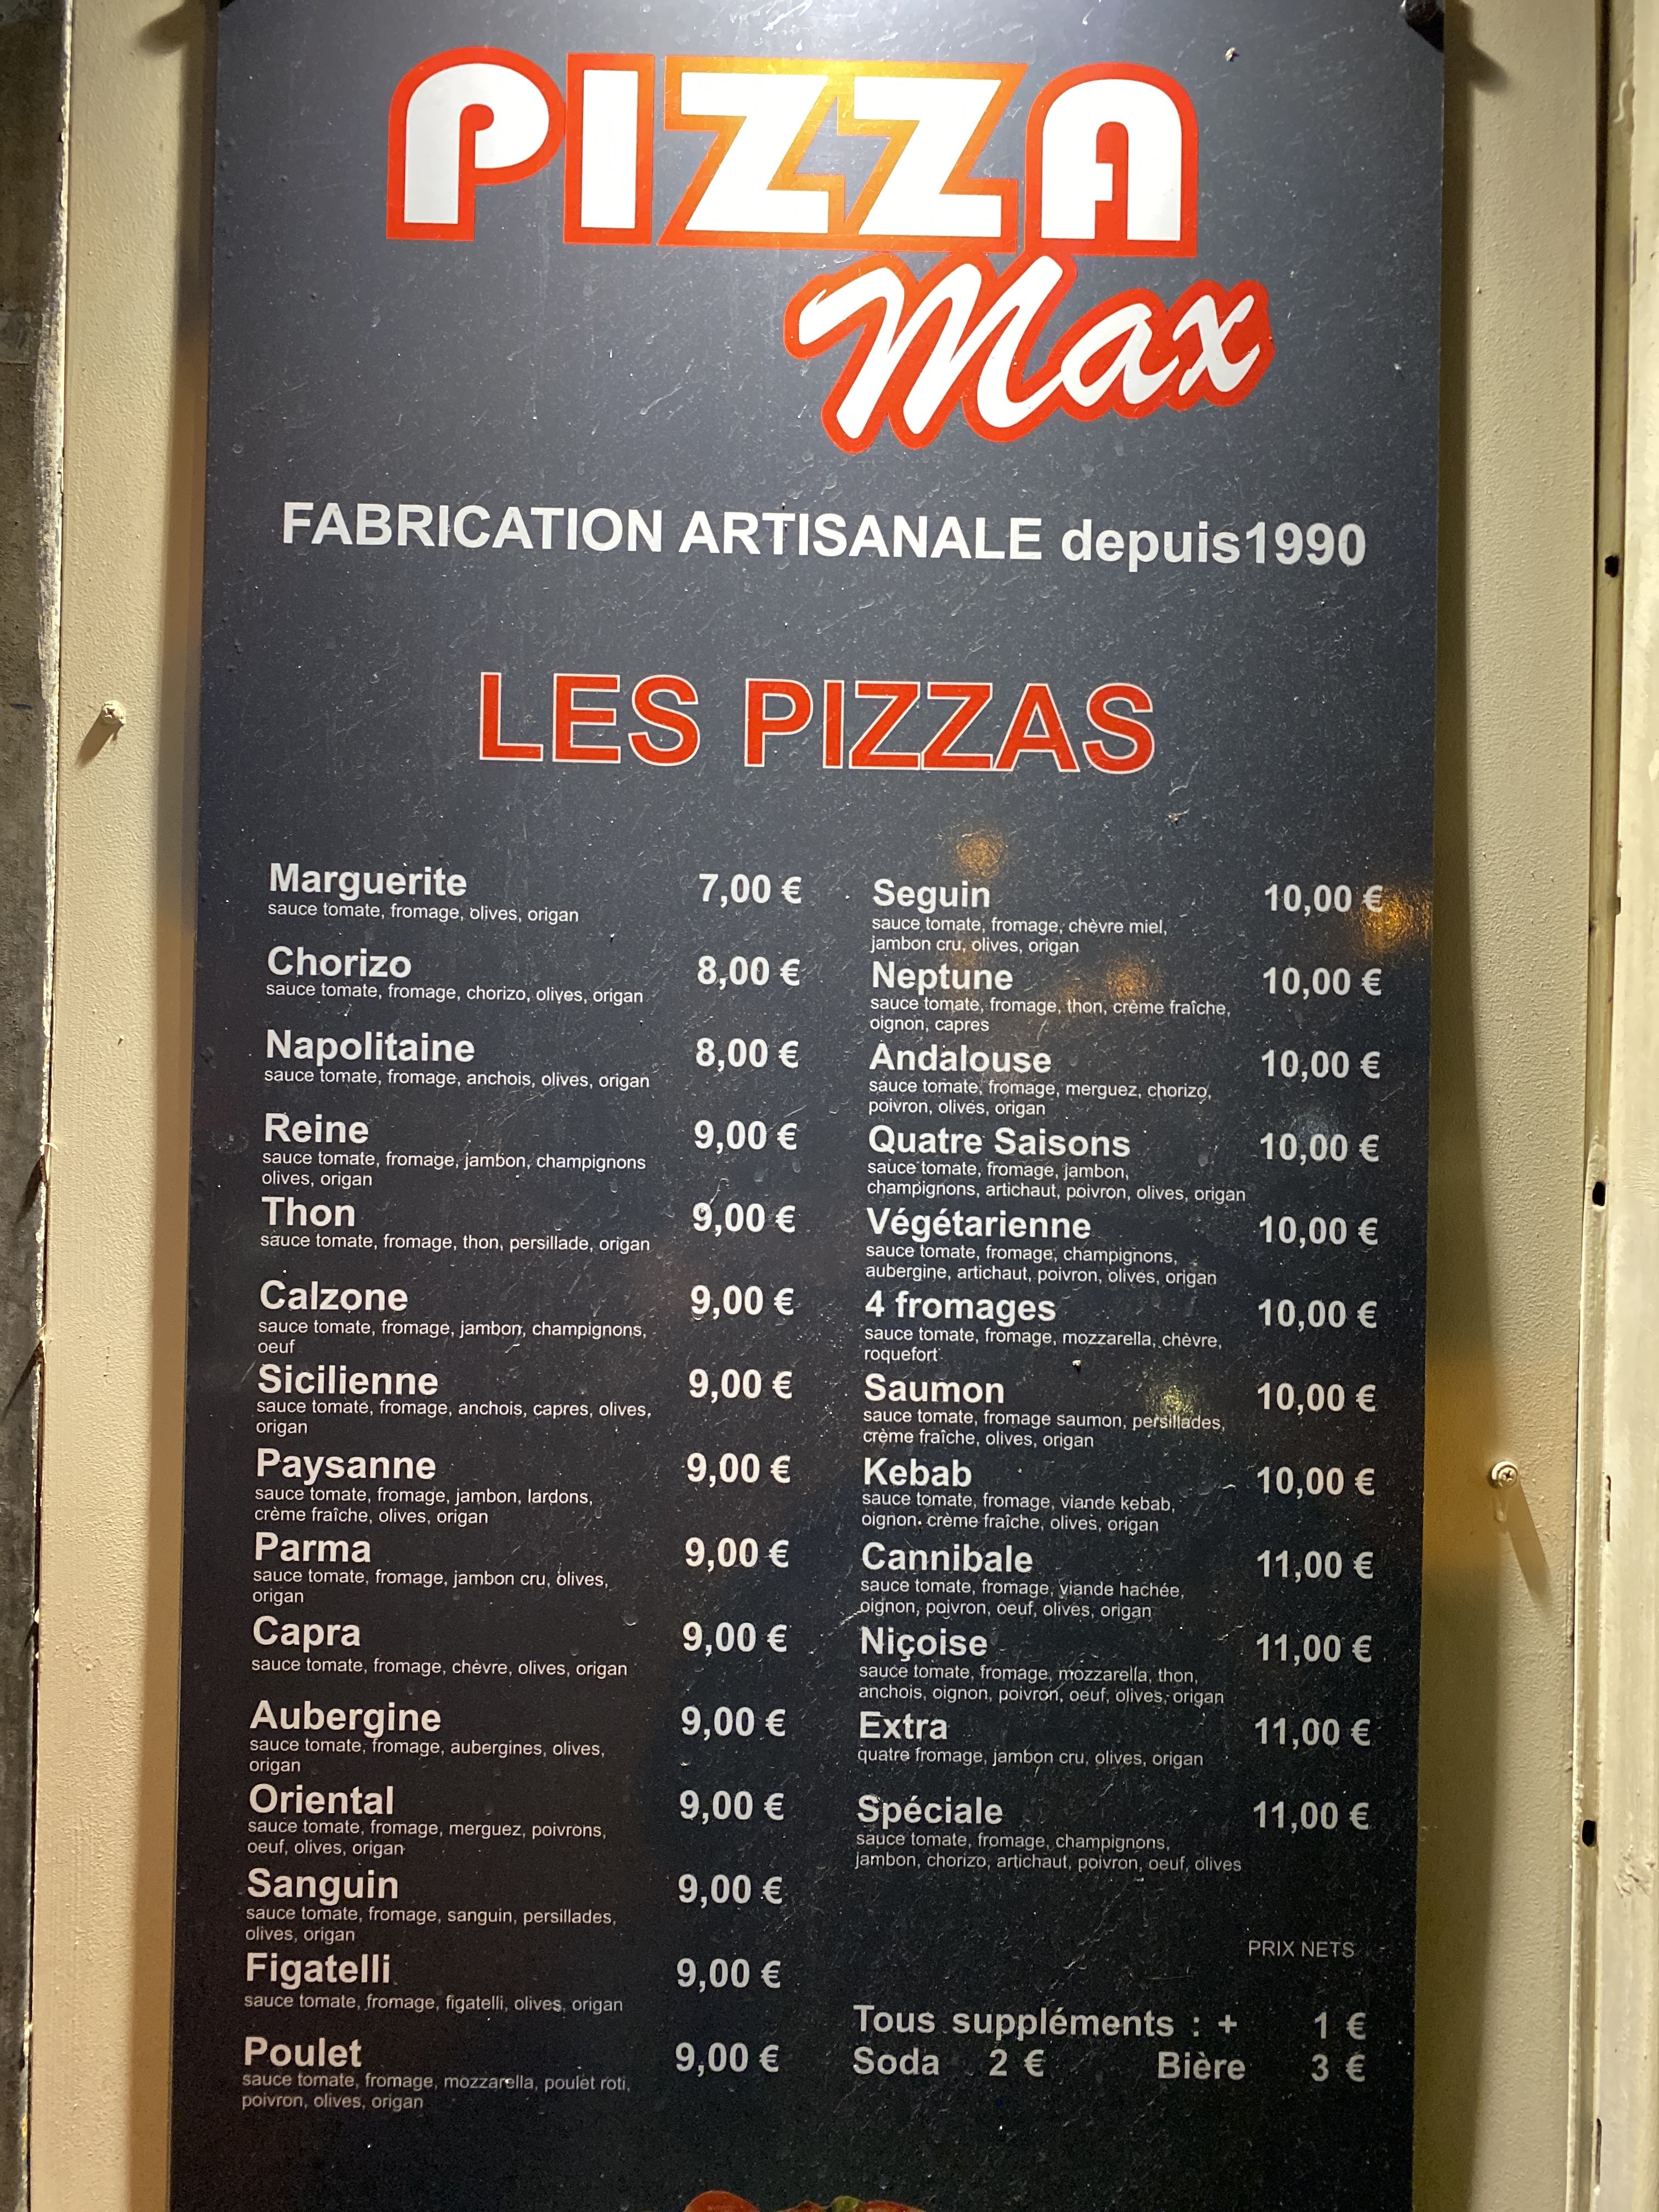 PIZZA
Max
FABRICATION ARTISANALE depuis1990
LES PIZZAS
Marguerite 7,00 €
sauce tomate, fromage, olives, origan
Chorizo 8,00 €
sauce tomate, fromage, chorizo, olives, origan
Napolitaine 8,00 €
sauce tomate, fromage, anchois, olives, origan
Reine 9,00 €
sauce tomate, fromage, jambon, champignons
olives, origan
Thon 9,00 €
sauce tomate, fromage, thon, persillade, origan
Calzone 9,00 €
sauce tomate, fromage, jambon, champignons,
oeuf
Sicilienne 9,00 €
sauce tomate, fromage, anchois, capres, olives,
origan
Paysanne 9,00 €
sauce tomate, fromage, jambon, lardons,
crème fraîche, olives, origan
Parma 9,00 €
sauce tomate, fromage, jambon cru, olives,
origan
Capra 9,00 €
sauce tomate, fromage, chèvre, olives, origan
Aubergine 9,00 €
sauce tomate, fromage, aubergines, olives,
origan
Oriental 9,00 €
sauce tomate, fromage, merguez, poivrons,
oeuf, olives, origan
Sanguin 9,00 €
sauce tomate, fromage, sanguin, persillades,
olives, origan
Figatelli 9,00 €
sauce tomate, fromage, figatelli, olives, origan
Poulet 9,00 €
sauce tomate, fromage, mozzarella, poulet roti,
poivron, olives, origan
Seguin 10,00 €
sauce tomate, fromage, chèvre miel,
jambon cru, olives, origan
Neptune 10,00 €
sauce tomate, fromage, thon, crème fraîche,
oignon, capres
Andalouse 10,00 €
sauce tomate, fromage, merguez, chorizo,
poivron, olives, origan
Quatre Saisons 10,00 €
sauce tomate, fromage, jambon,
champignons, artichaut, poivron, olives, origan
Végétarienne 10,00 €
sauce tomate, fromage, champignons,
aubergine, artichaut, poivron, olives, origan
4 fromages 10,00 €
sauce tomate, fromage, mozzarella, chèvre,
roquefort
Saumon 10,00 €
sauce tomate, fromage saumon, persillades,
crème fraîche, olives, origan
Kebab 10,00 €
sauce tomate, fromage, viande kebab,
oignon. crème fraîche, olives, origan
Cannibale 11,00 €
sauce tomate, fromage, viande hachée,
oignon, poivron, oeuf, olives, origan
Niçoise 11,00 €
sauce tomate, fromage, mozzarella, thon,
anchois, oignon, poivron, oeuf, olives, origan
Extra 11,00 €
quatre fromage, jambon cru, olives, origan
Spéciale 11,00 €
sauce tomate, fromage, champignons,
jambon, chorizo, artichaut, poivron, oeuf, olives
PRIX NETS
Tous suppléments : + 1 €
Soda 2 € Bière 3 €